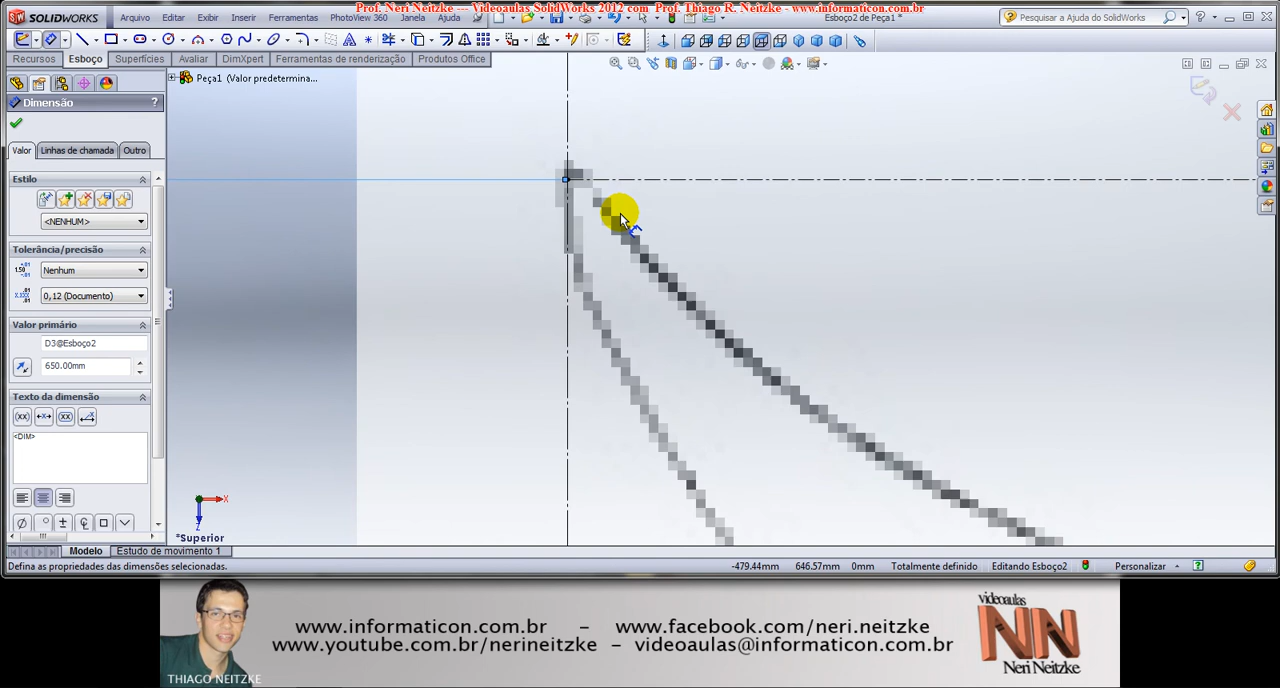 Prof. Neri Neitzke --- Videoaulas SolidWorks 2012 com Prof. Thiago R. Neitzke - www.informaticon.com.br
SOLIDWORKS
Arquivo Editar Exibir Inserir Ferramentas PhotoView 360 Janela Ajuda
Esboço2 de Peça1 *
Pesquisar a Ajuda do SolidWorks
Recursos Esboço Superfícies Avaliar DimXpert Ferramentas de renderização Produtos Office
Peça1 (Valor predetermina...
Dimensão ?
Valor Linhas de chamada Outro
Estilo
<NENHUM>
Tolerância/precisão
Nenhum
0,12 (Documento)
Valor primário
D3@Esboço2
650.00mm
Texto da dimensão
<DIM>
X
Z
*Superior
Modelo Estudo de movimento 1
Define as propriedades das dimensões selecionadas. -479.44mm 646.57mm 0mm Totalmente definido Editando Esboço2 Personalizar ?
www.informaticon.com.br - www.facebook.com/neri.neitzke
www.youtube.com.br/nerineitzke - videoaulas@informaticon.com.br
THIAGO NEITZKE
videoaulas
NN
Neri Neitzke